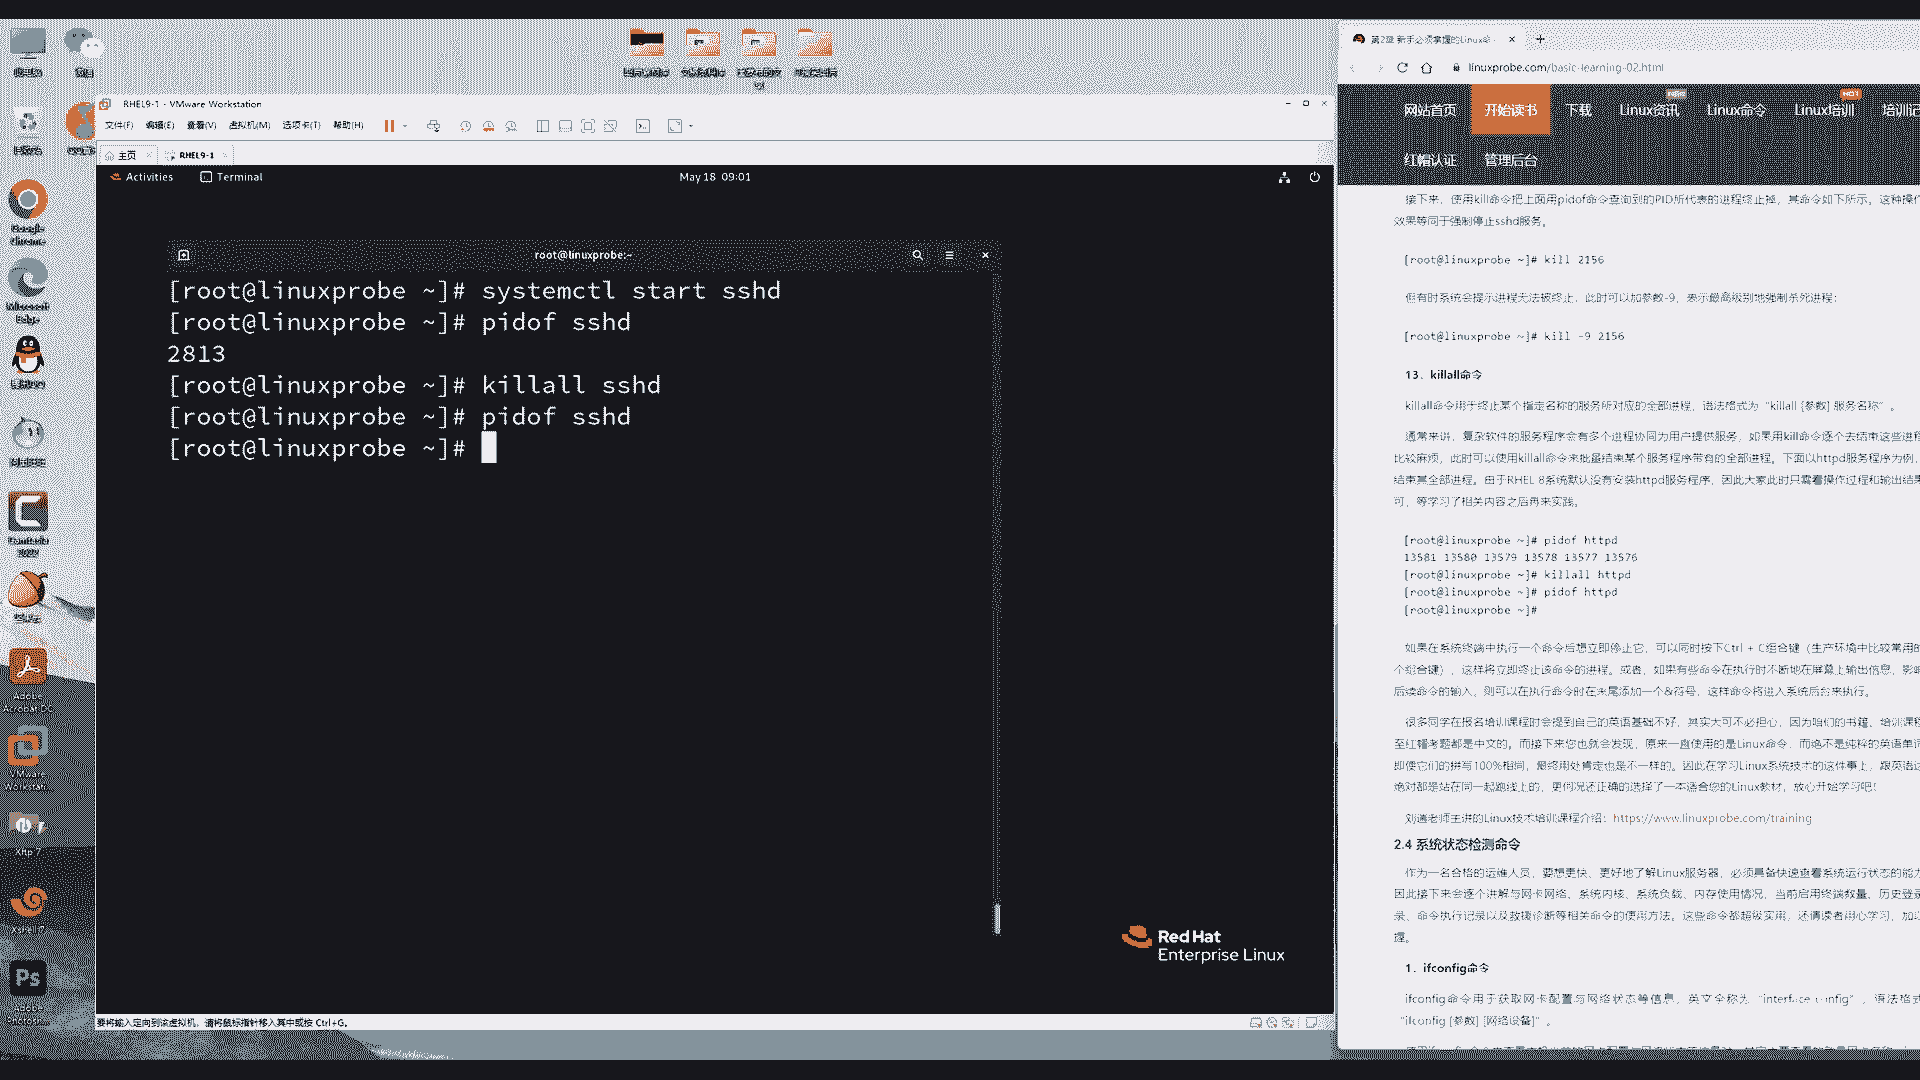 Google
Chrome
Microsoft
Edge
Adobe
Acrobat DC
VMware
Workstati...
Xftp 7
Xshell 7
Ps
Adobe
RHEL9-1 - VMware Workstation
文件(F) 编辑(E) 查看(V) 虚拟机(M) 选项卡(T) 帮助(H)
主页 RHEL9-1
Activities Terminal May 18 09:01
root@linuxprobe:~
[root@linuxprobe ~]# systemctl start sshd
[root@linuxprobe ~]# pidof sshd
2813
[root@linuxprobe ~]# killall sshd
[root@linuxprobe ~]# pidof sshd
[root@linuxprobe ~]#
Red Hat
Enterprise Linux
要将输入定向到该虚拟机，请将鼠标指针移入其中或按 Ctrl+G。
第2章 新手必须掌握的Linux命
linuxprobe.com/basic-learning-02.html
网站首页 开始读书 下载 Linux资讯 Linux命令 Linux培训 培训
红帽认证 管理后台
接下来，使用kill命令把上面用pidof命令查询到的PID所代表的进程终止掉，其命令如下所示。这种操作
效果等同于强制停止sshd服务。
[root@linuxprobe ~]# kill 2156
但有时系统会提示进程无法被终止，此时可以加参数-9，表示最高级别地强制杀死进程：
[root@linuxprobe ~]# kill -9 2156
13．killall命令
killall命令用于终止某个指定名称的服务所对应的全部进程，语法格式为“killall [参数] 服务名称”。
通常来讲，复杂软件的服务程序会有多个进程协同为用户提供服务，如果用kill命令逐个去结束这些进程
比较麻烦，此时可以使用killall命令来批量结束某个服务程序带有的全部进程。下面以httpd服务程序为例，
结束其全部进程。由于RHEL 8系统默认没有安装httpd服务程序，因此大家此时只需看操作过程和输出结果
可，等学习了相关内容之后再来实践。
[root@linuxprobe ~]# pidof httpd
13581 13580 13579 13578 13577 13576
[root@linuxprobe ~]# killall httpd
[root@linuxprobe ~]# pidof httpd
[root@linuxprobe ~]#
如果在系统终端中执行一个命令后想立即停止它，可以同时按下Ctrl + C组合键（生产环境中比较常用的
个组合键），这样将立即终止该命令的进程。或者，如果有些命令在执行时不断地在屏幕上输出信息，影响
后续命令的输入，则可以在执行命令时在末尾添加一个&符号，这样命令将进入系统后台来执行。
很多同学在报名培训课程时会提到自己的英语基础不好，其实大可不必担心，因为咱们的书籍、培训课程
至红帽考题都是中文的。而接下来您也就会发现，原来一直使用的是Linux命令，而绝不是纯粹的英语单词
即使它们的拼写100%相同，最终用处肯定也是不一样的。因此在学习Linux系统技术的这件事上，跟英语
绝对都是站在同一起跑线上的，更何况还正确的选择了一本适合您的Linux教材，放心开始学习吧！
刘遄老师主讲的Linux技术培训课程介绍：https://www.linuxprobe.com/training
2.4 系统状态检测命令
作为一名合格的运维人员，要想更快、更好地了解Linux服务器，必须具备快速查看系统运行状态的能力
因此接下来会逐个讲解与网卡网络、系统内核、系统负载、内存使用情况、当前启用终端数量、历史登录
录、命令执行记录以及救援诊断等相关命令的使用方法。这些命令都超级实用，还请读者用心学习，加以
握。
1．ifconfig命令
ifconfig命令用于获取网卡配置与网络状态等信息，英文全称为“interface config”，语法格式
“ifconfig [参数] [网络设备]”。